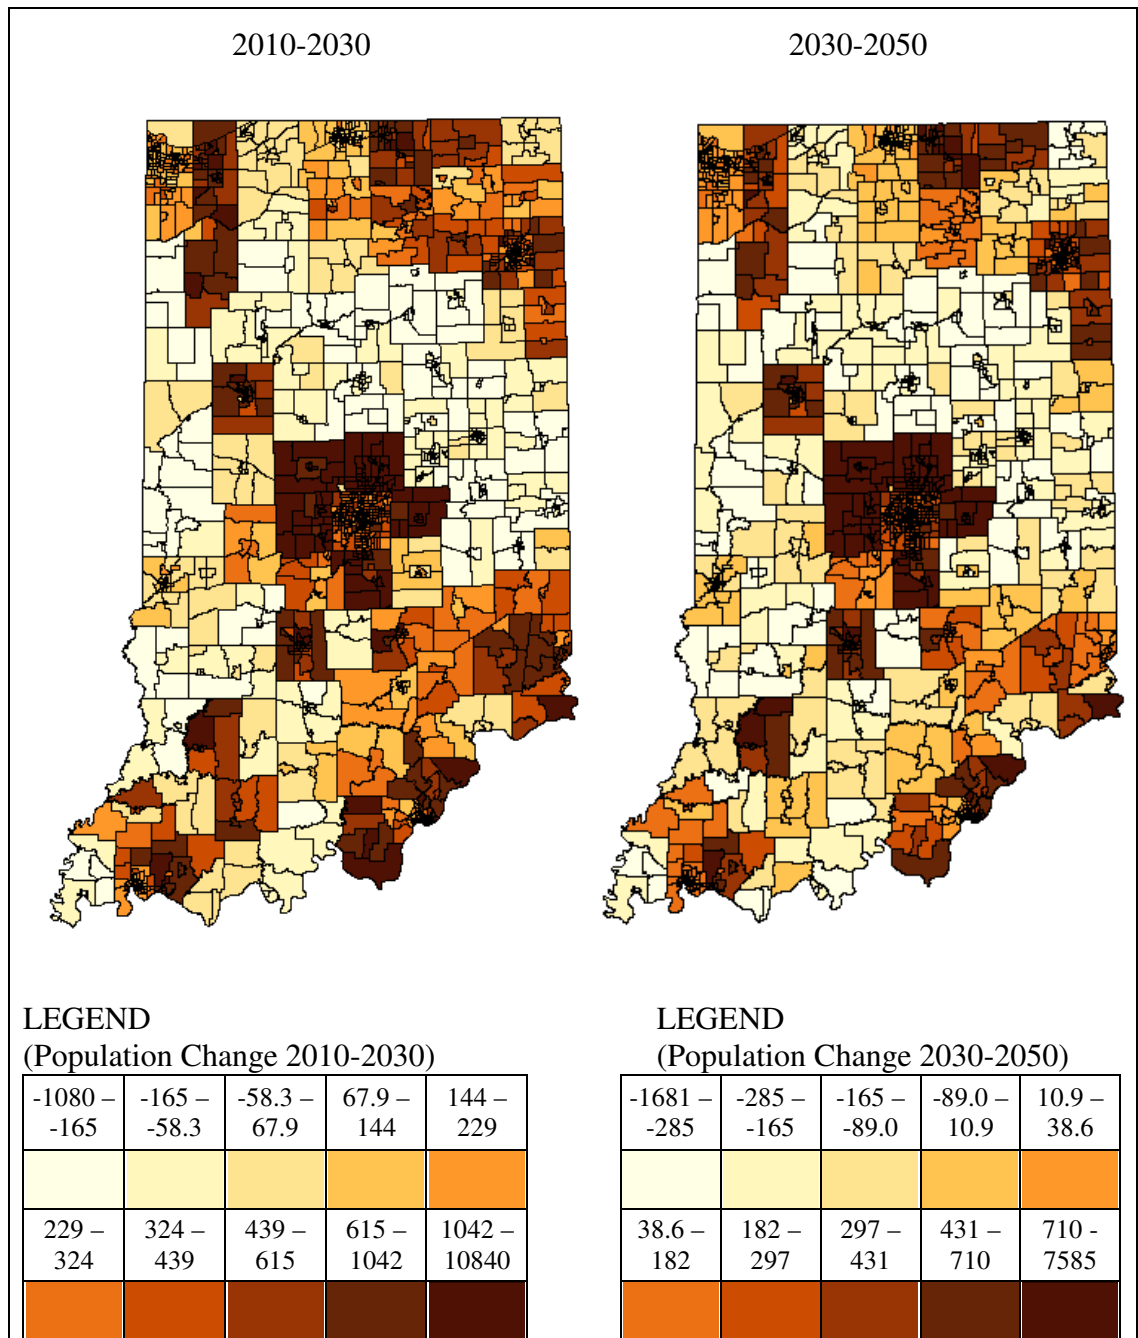 2010-2030
2030-2050
LEGEND
(Population Change 2010-2030)
-1080 – -165 – -58.3 – 67.9 – 144 –
-165 -58.3 67.9 144 229
229 – 324 – 439 – 615 – 1042 –
324 439 615 1042 10840
LEGEND
(Population Change 2030-2050)
-1681 – -285 – -165 – -89.0 – 10.9 –
-285 -165 -89.0 10.9 38.6
38.6 – 182 – 297 – 431 – 710 -
182 297 431 710 7585